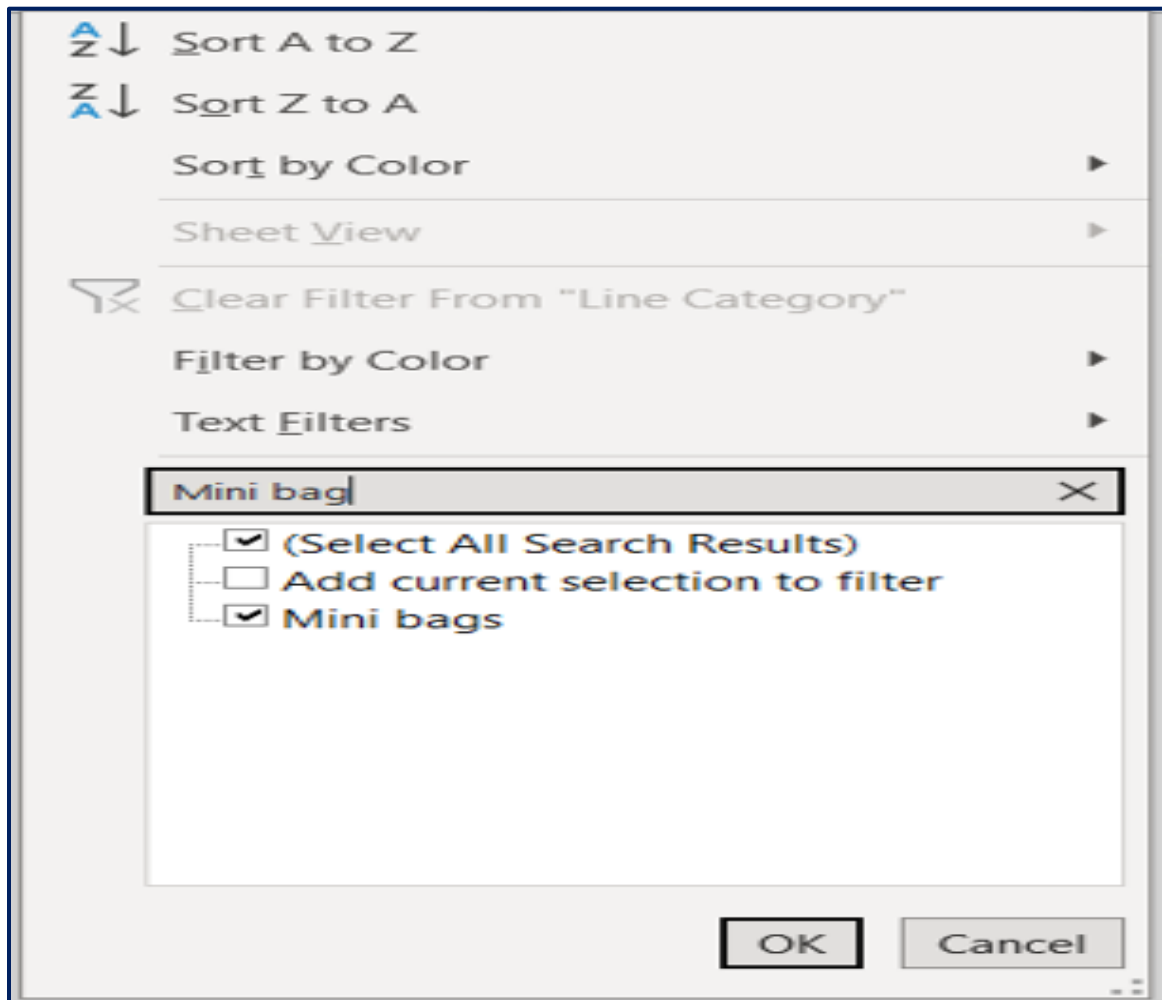 Sort A to Z
Sort Z to A
Sort by Color
Sheet View
Clear Filter From "Line Category"
Filter by Color
Text Filters
Mini bag
(Select All Search Results)
Add current selection to filter
Mini bags
OK Cancel